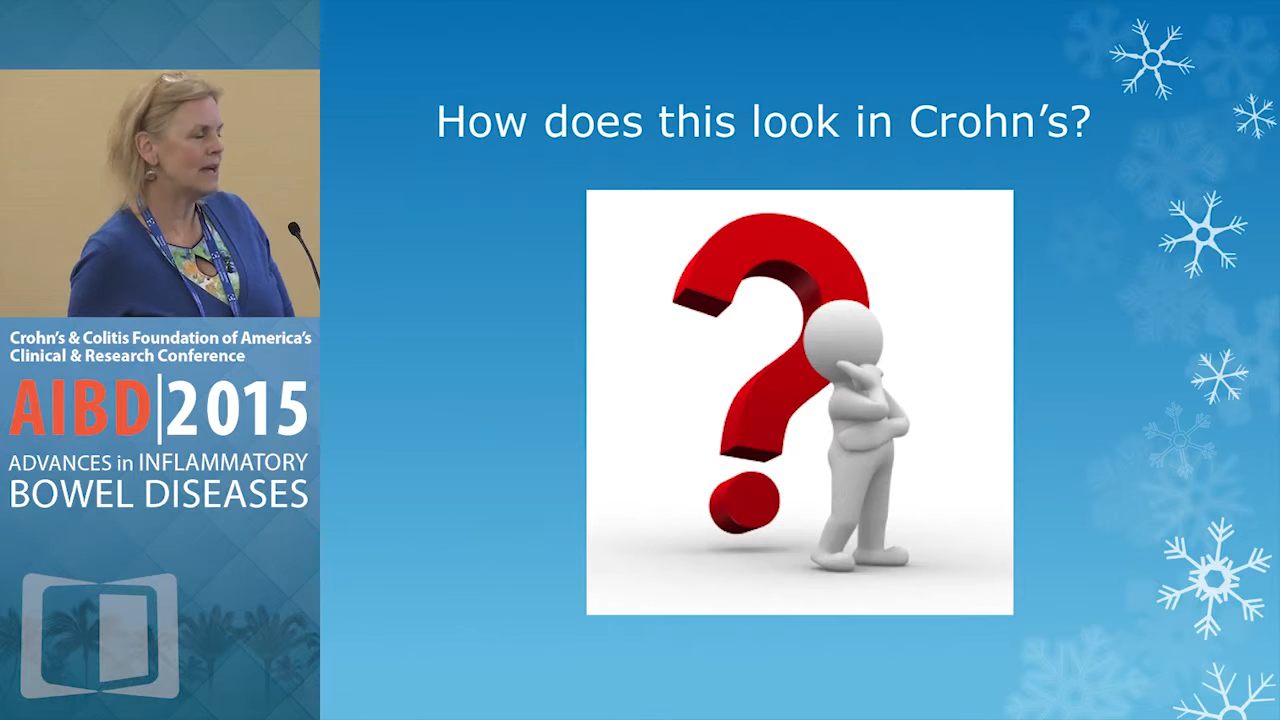 How does this look in Crohn's?
Crohn's & Colitis Foundation of America's
Clinical & Research Conference
AIBD|2015
ADVANCES in INFLAMMATORY
BOWEL DISEASES